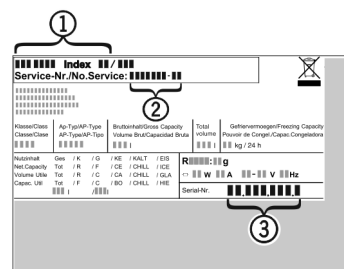 1
Index /
Service-Nr./No.Service: -
2
Klasse/Class
Classe/Clase
Ap-Typ/AP-Type
AP-Type/AP-Tipo
Bruttoinhalt/Gross Capacity
Volume Brut/Capacidad Bruta
l
Total
volume
l
Gefriervermoegen/Freezing Capacity
Pouvoir de Congel./Capac.Congeladora
kg / 24 h
Nutzinhalt Ges / K / G / KE / KALT / EIS
Net.Capacity Tot / R / F / CE / CHILL / ICE
Volume Utile Tot / R / C / CA / CHILL / GLA
Capac. Util Tot / F / C / BO / CHILL / HIE
l / l
R : g
W A - V Hz
Serial-Nr. . . .
3